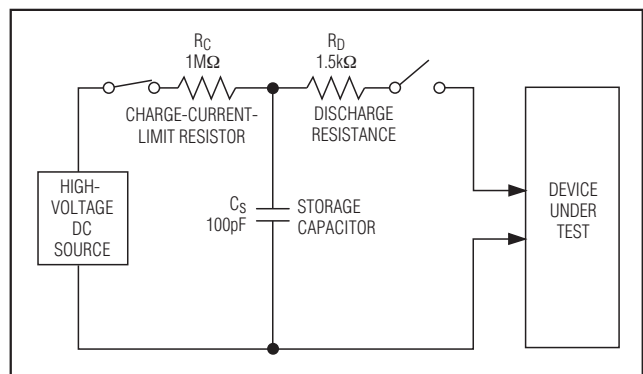 R_C
1MΩ
CHARGE-CURRENT-
LIMIT RESISTOR
R_D
1.5kΩ
DISCHARGE
RESISTANCE
HIGH-
VOLTAGE
DC
SOURCE
C_S
100pF
STORAGE
CAPACITOR
DEVICE
UNDER
TEST